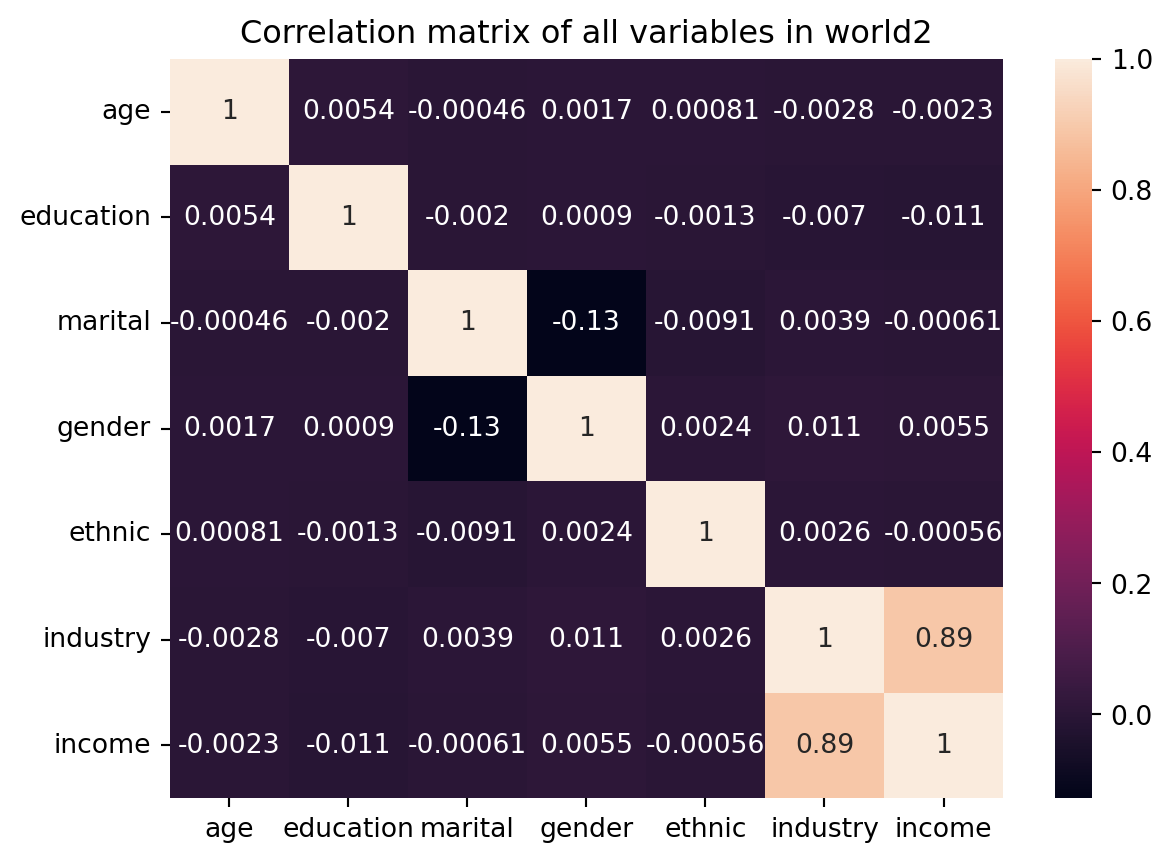 Correlation matrix of all variables in world2
age 1 0.0054 -0.00046 0.0017 0.00081 -0.0028 -0.0023
education 0.0054 1 -0.002 0.0009 -0.0013 -0.007 -0.011
marital -0.00046 -0.002 1 -0.13 -0.0091 0.0039 -0.00061
gender 0.0017 0.0009 -0.13 1 0.0024 0.011 0.0055
ethnic 0.00081 -0.0013 -0.0091 0.0024 1 0.0026 -0.00056
industry -0.0028 -0.007 0.0039 0.011 0.0026 1 0.89
income -0.0023 -0.011 -0.00061 0.0055 -0.00056 0.89 1
age education marital gender ethnic industry income
1.0
0.8
0.6
0.4
0.2
0.0